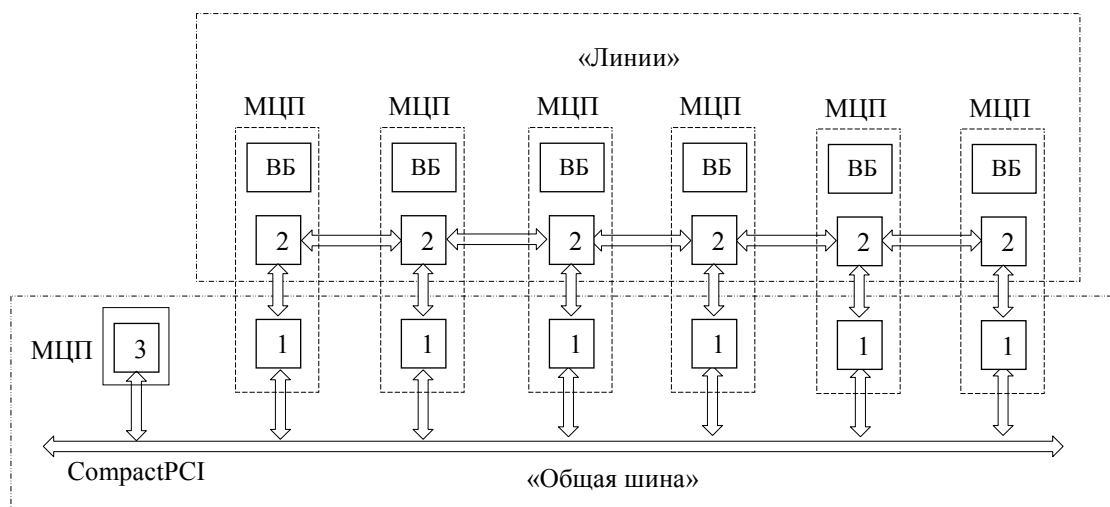 «Линии»
МЦП МЦП МЦП МЦП МЦП МЦП
ВБ ВБ ВБ ВБ ВБ ВБ
2 2 2 2 2 2
МЦП 3 1 1 1 1 1 1
CompactPCI
«Общая шина»